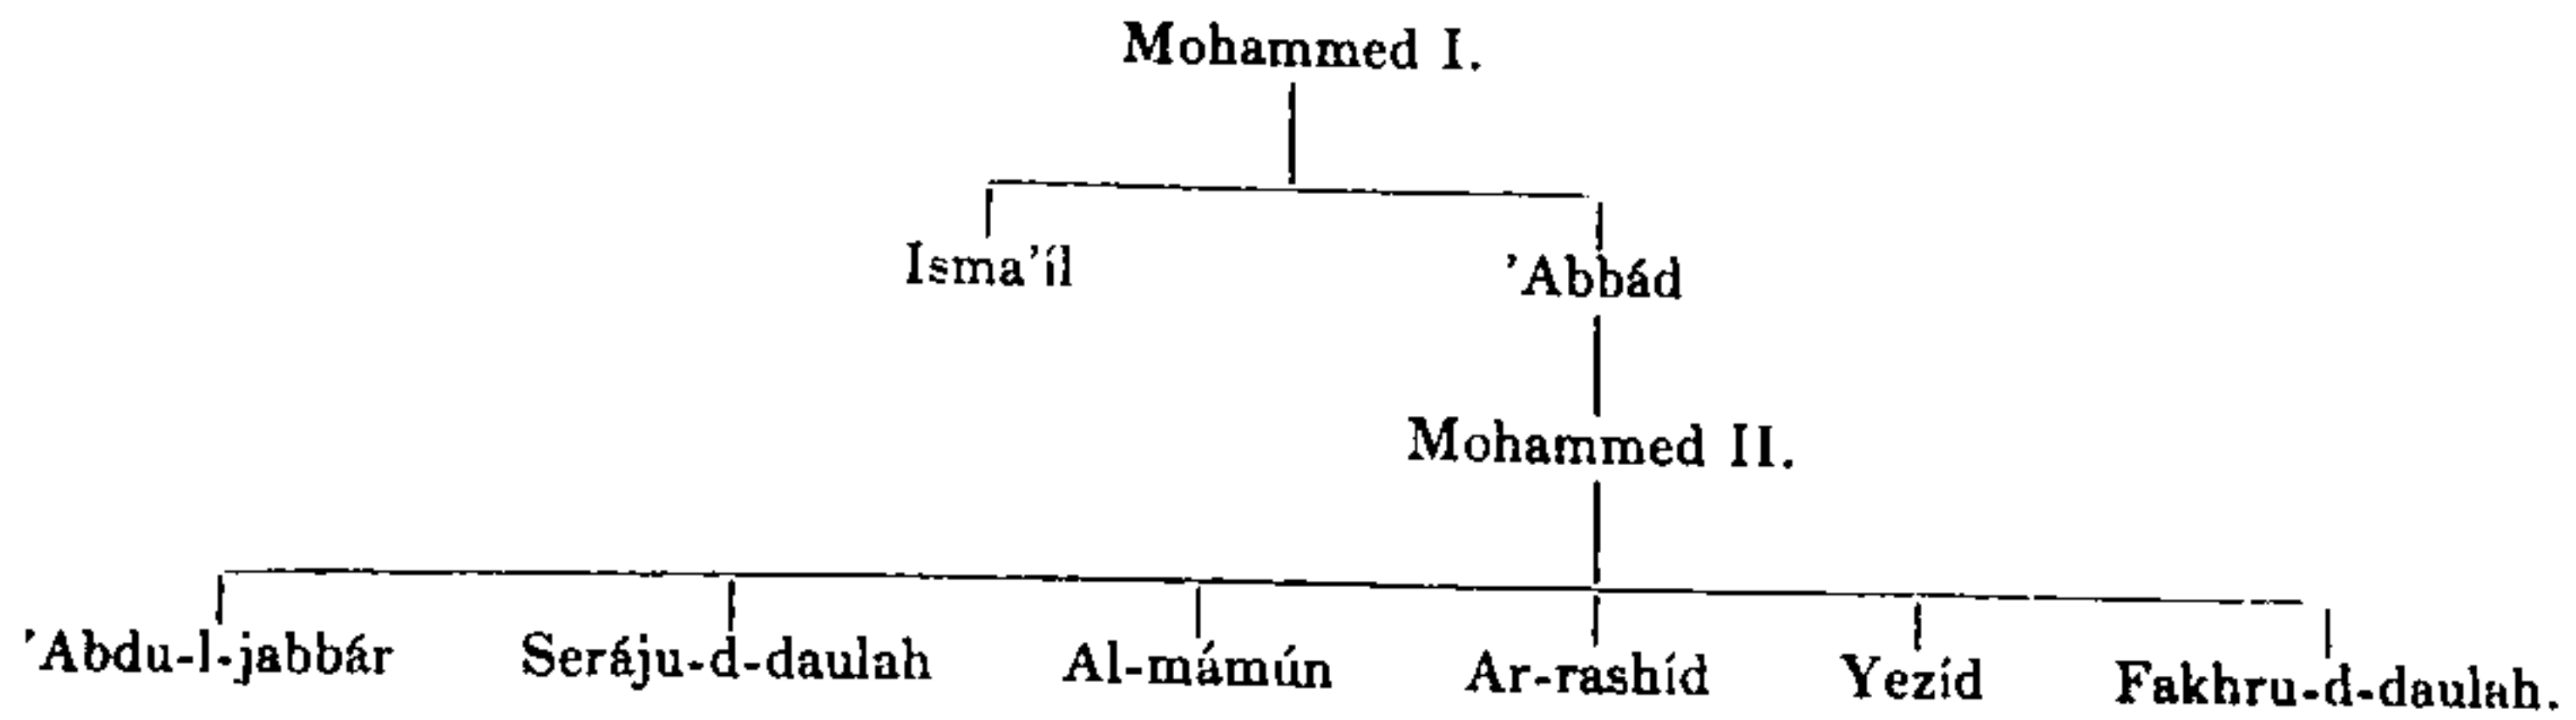 Mohammed I.
Isma’íl ’Abbád
Mohammed II.
’Abdu-l-jabbár Seráju-d-daulah Al-mámún Ar-rashíd Yezíd Fakhru-d-daulah.